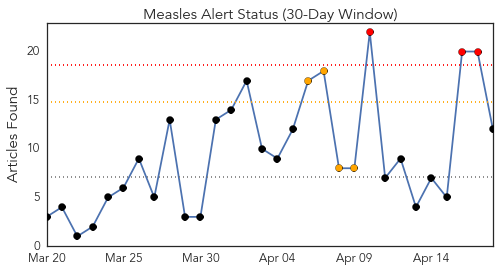 Measles Alert Status (30-Day Window)
Articles Found
20
15
10
5
0
Mar 20 Mar 25 Mar 30 Apr 04 Apr 09 Apr 14